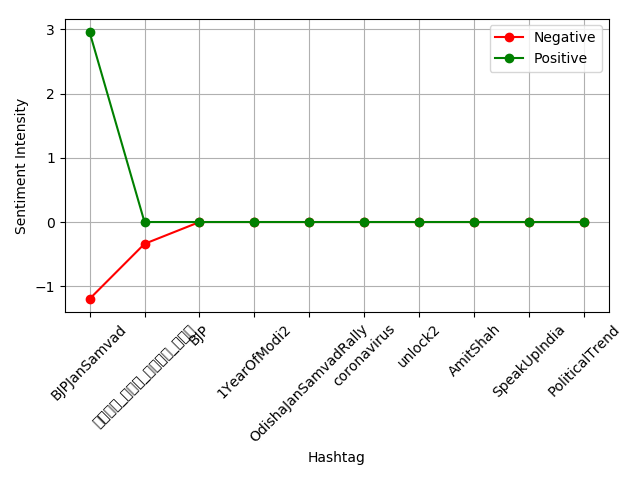 Negative
Positive
Sentiment Intensity
3
2
1
0
−1
BJPJanSamvad
BJP
1YearOfModi2
OdishaJanSamvadRally
coronavirus
unlock2
AmitShah
SpeakUpIndia
PoliticalTrend
Hashtag